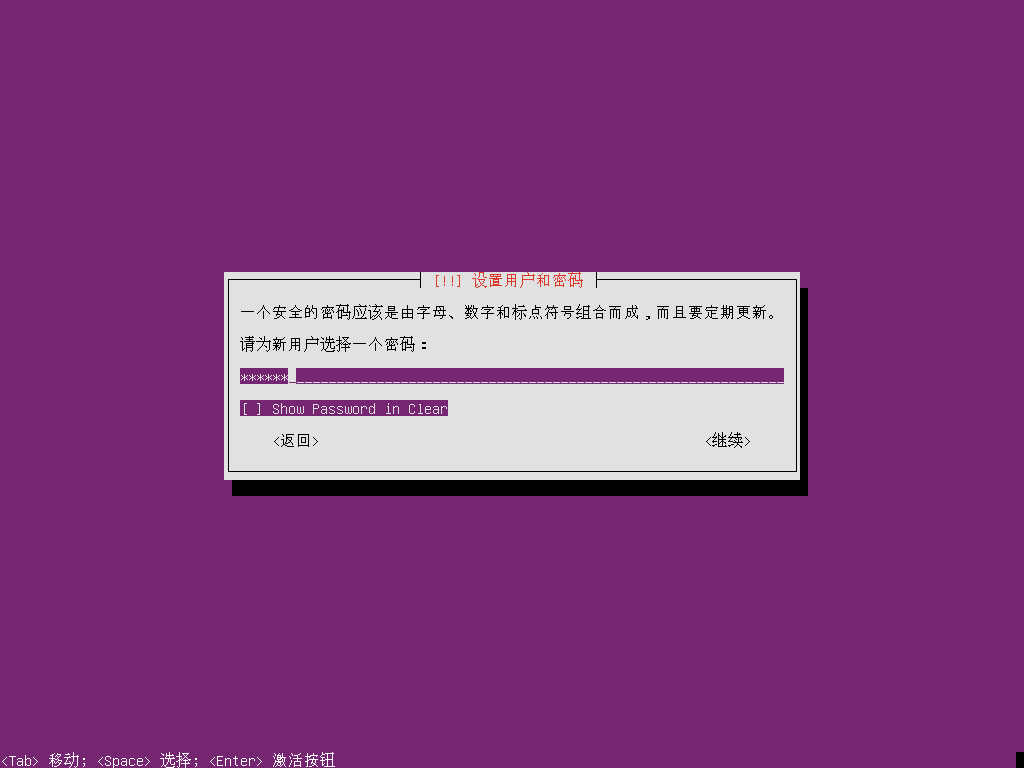 [!!] 设置用户和密码
一个安全的密码应该是由字母、数字和标点符号组合而成,而且要定期更新。
请为新用户选择一个密码:
******
[ ] Show Password in Clear
<返回> <继续>
<Tab> 移动; <Space> 选择; <Enter> 激活按钮